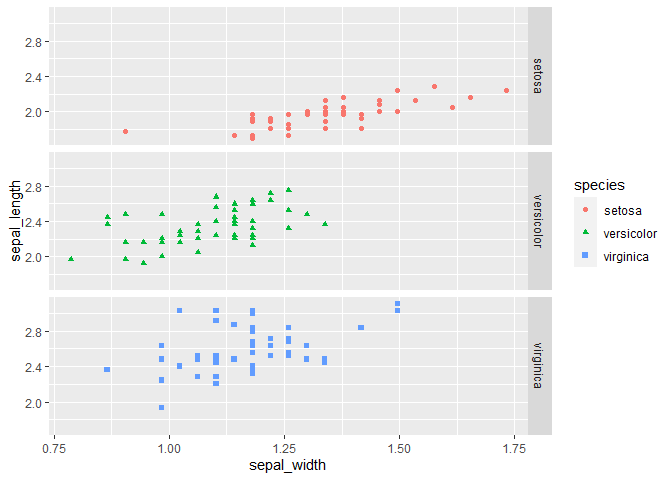 2.8
2.4
2.0
setosa
2.8
2.4
2.0
versicolor
2.8
2.4
2.0
virginica
sepal_length
0.75 1.00 1.25 1.50 1.75
sepal_width
species
setosa
versicolor
virginica